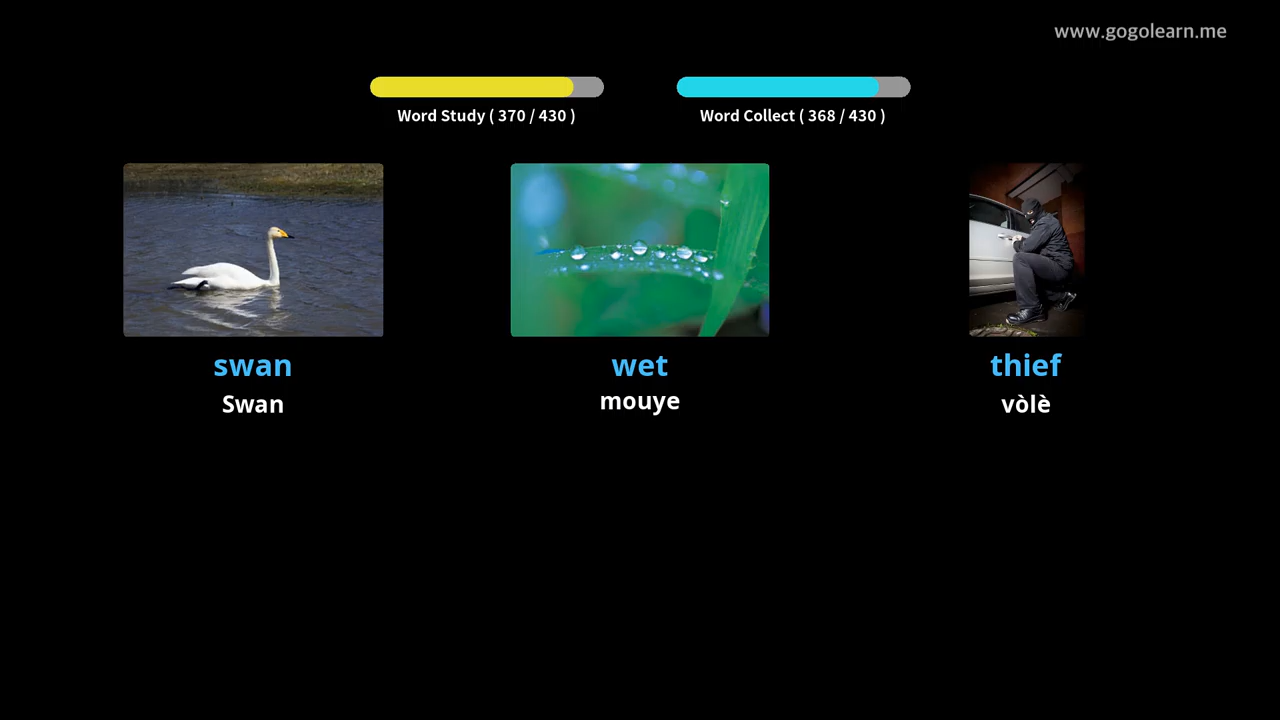 www.gogolearn.me
Word Study ( 370 / 430 )
Word Collect ( 368 / 430 )
swan
wet
thief
Swan
mouye
vòlè